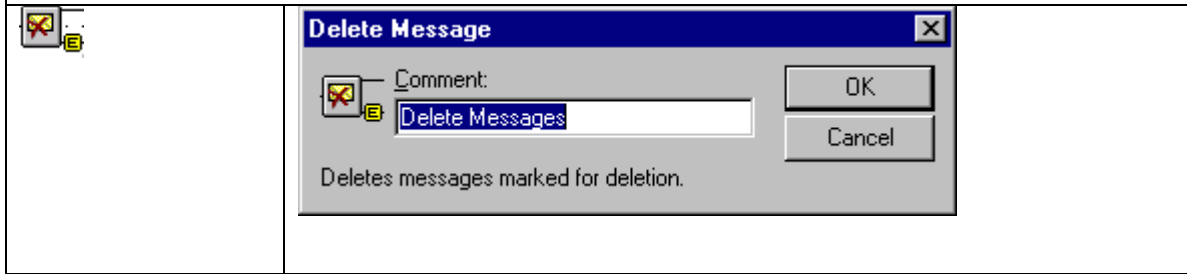 E
Delete Message
Comment:
E
Delete Messages
OK
Cancel
Deletes messages marked for deletion.